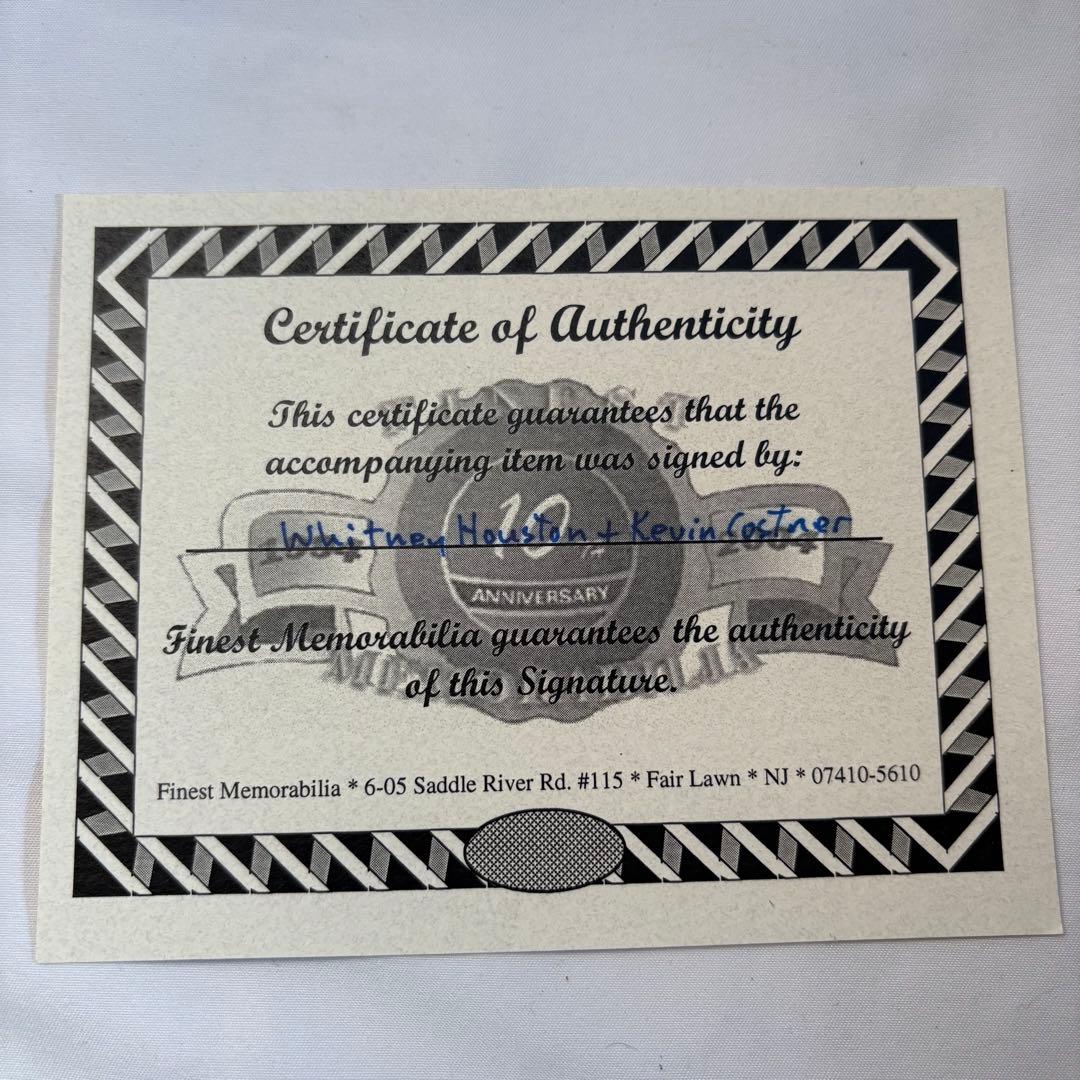 Certificate of Authenticity
This certificate guarantees that the
accompanying item was signed by:
Whitney Houston + Kevin Costner
10
2004
ANNIVERSARY
Finest Memorabilia guarantees the authenticity
of this Signature.
Finest Memorabilia * 6-05 Saddle River Rd. #115 * Fair Lawn * NJ * 07410-5610